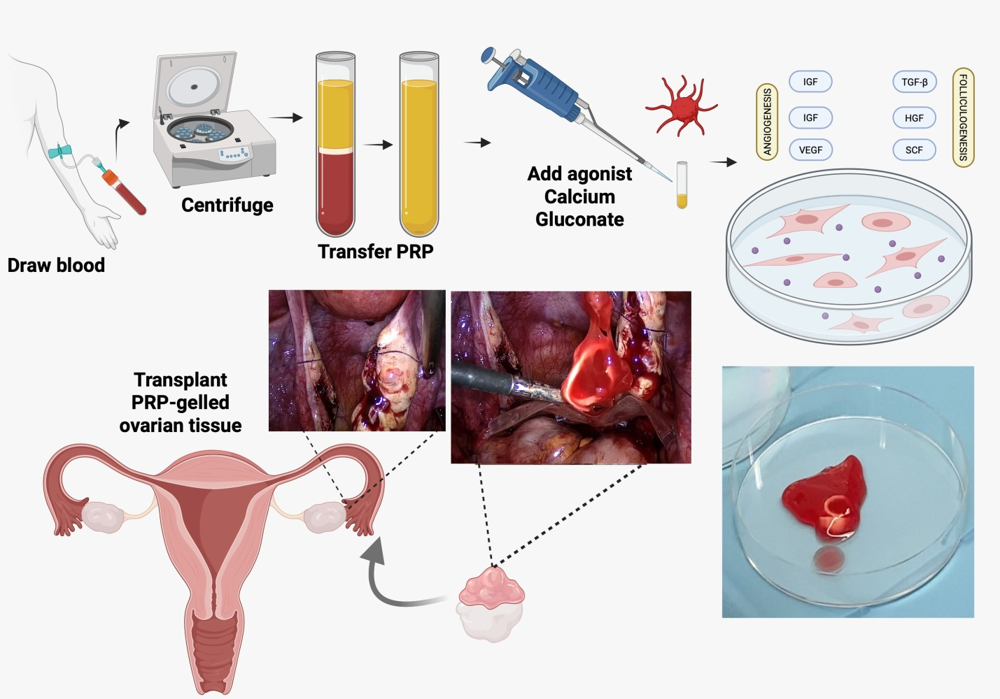 Draw blood
Centrifuge
Transfer PRP
Add agonist
Calcium
Gluconate
ANGIOGENESIS
IGF
IGF
VEGF
TGF-β
HGF
SCF
FOLLICULOGENESIS
Transplant
PRP-gelled
ovarian tissue